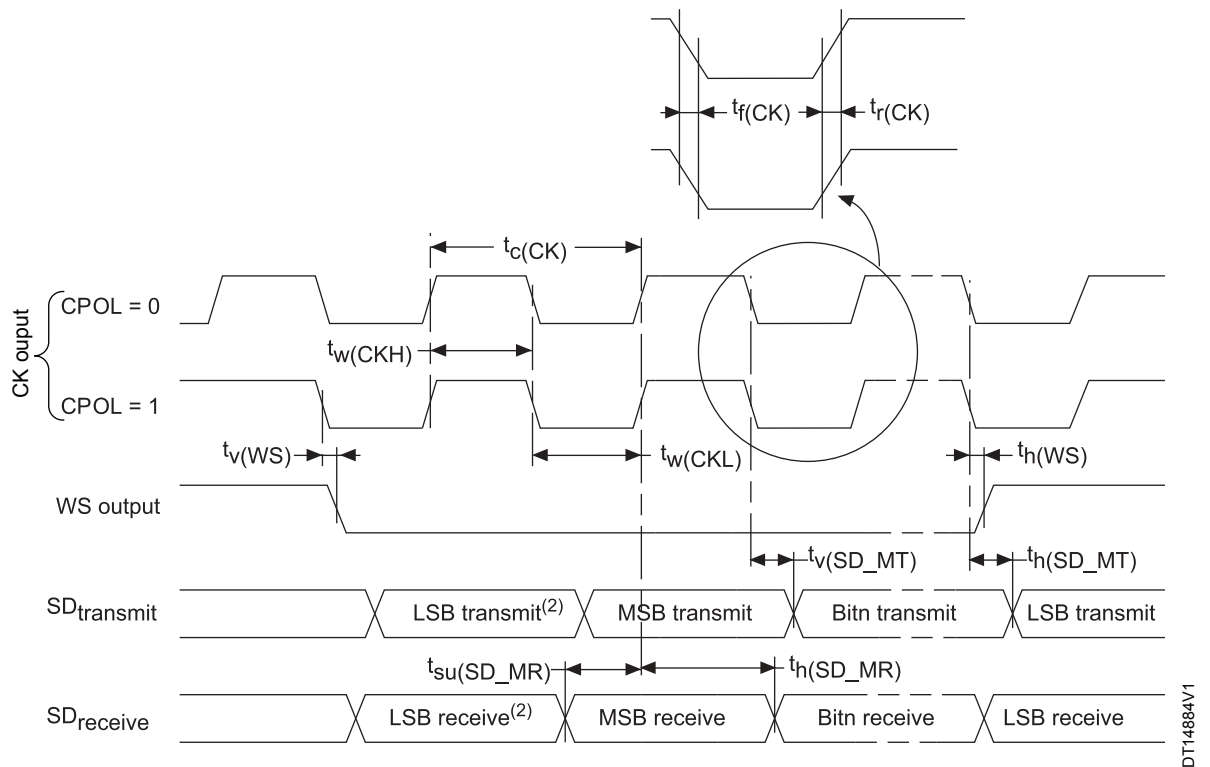 tf(CK)
tr(CK)
tc(CK)
CK ouput
CPOL = 0
tw(CKH)
CPOL = 1
tv(WS)
tw(CKL)
th(WS)
WS output
tv(SD_MT)
th(SD_MT)
SDtransmit
LSB transmit(2)
MSB transmit
Bitn transmit
LSB transmit
tsu(SD_MR)
th(SD_MR)
SDreceive
LSB receive(2)
MSB receive
Bitn receive
LSB receive
DT14884V1